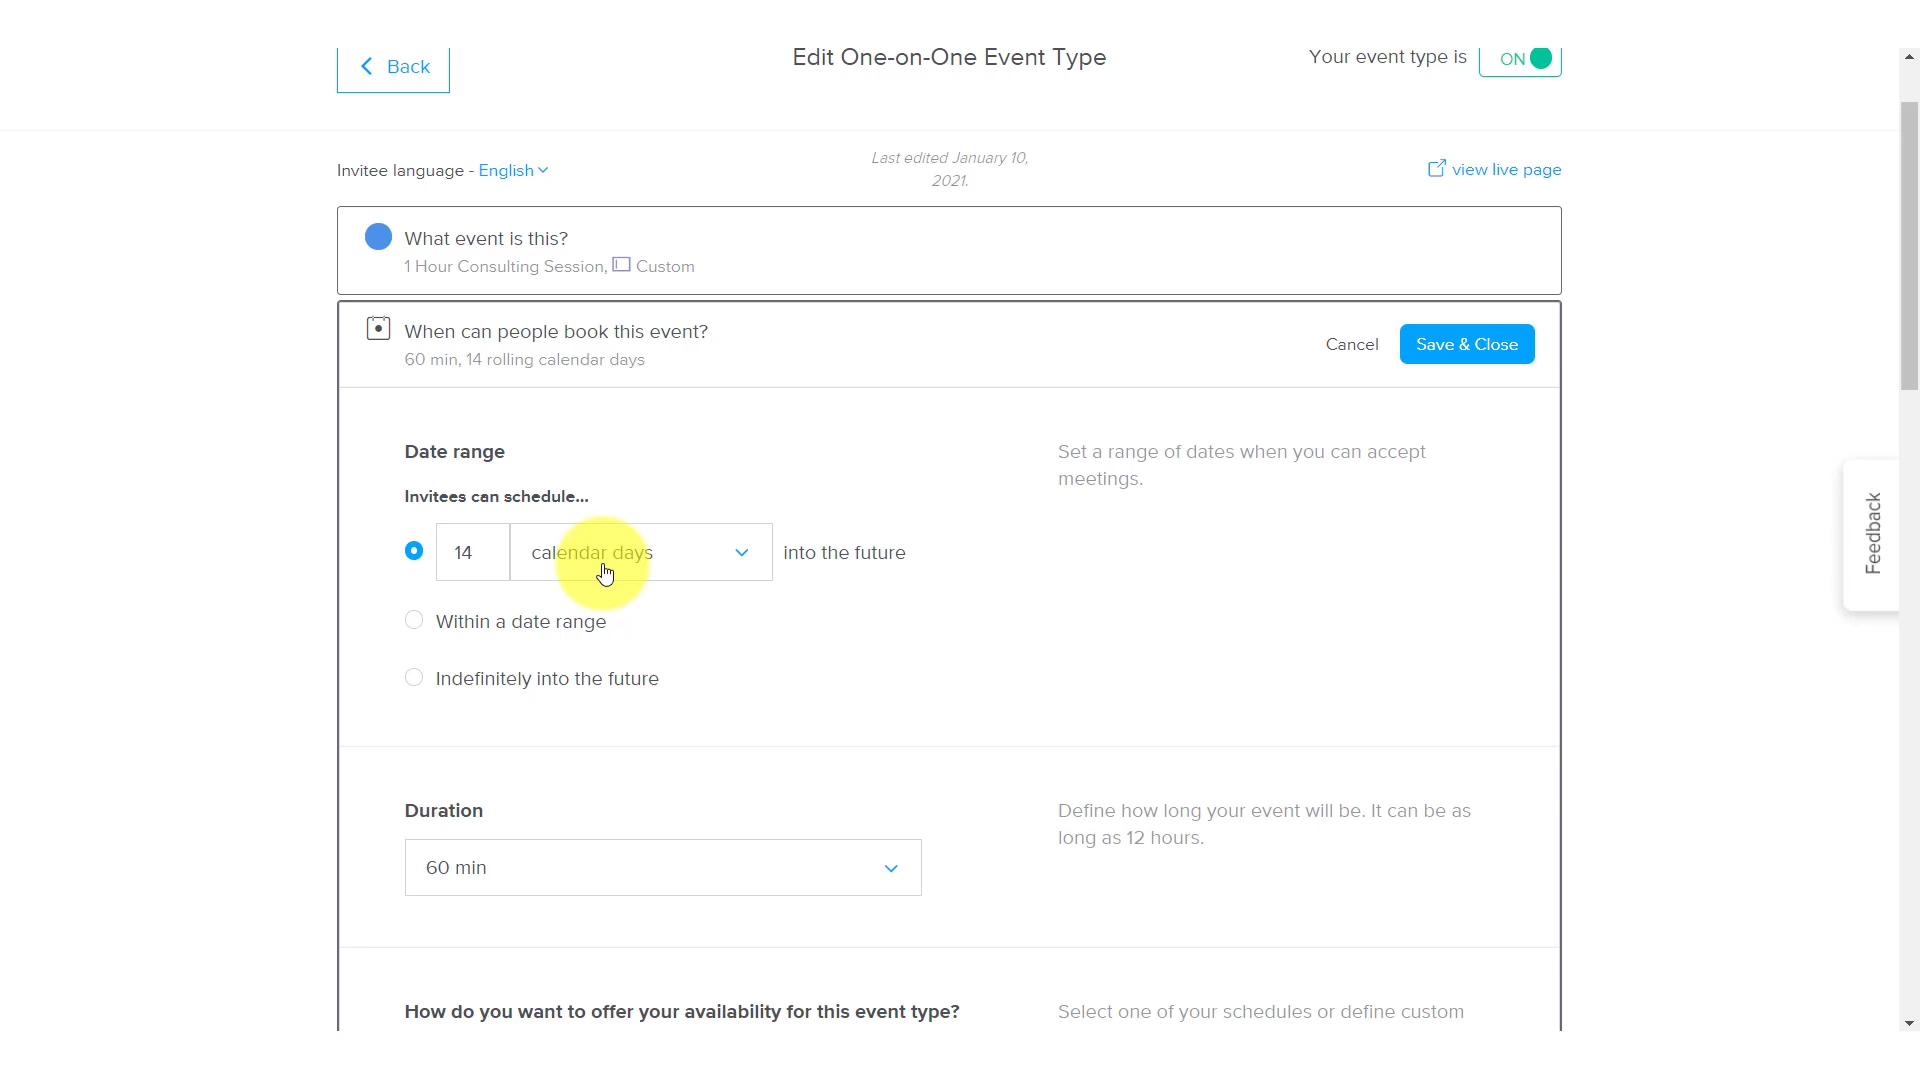 Back
Edit One-on-One Event Type
Your event type is
ON
Invitee language - English
Last edited January 10,
2021.
view live page
What event is this?
1 Hour Consulting Session, Custom
When can people book this event?
60 min, 14 rolling calendar days
Cancel
Save & Close
Date range
Set a range of dates when you can accept
meetings.
Invitees can schedule...
14
calendar days
into the future
Within a date range
Indefinitely into the future
Feedback
Duration
Define how long your event will be. It can be as
long as 12 hours.
60 min
How do you want to offer your availability for this event type?
Select one of your schedules or define custom